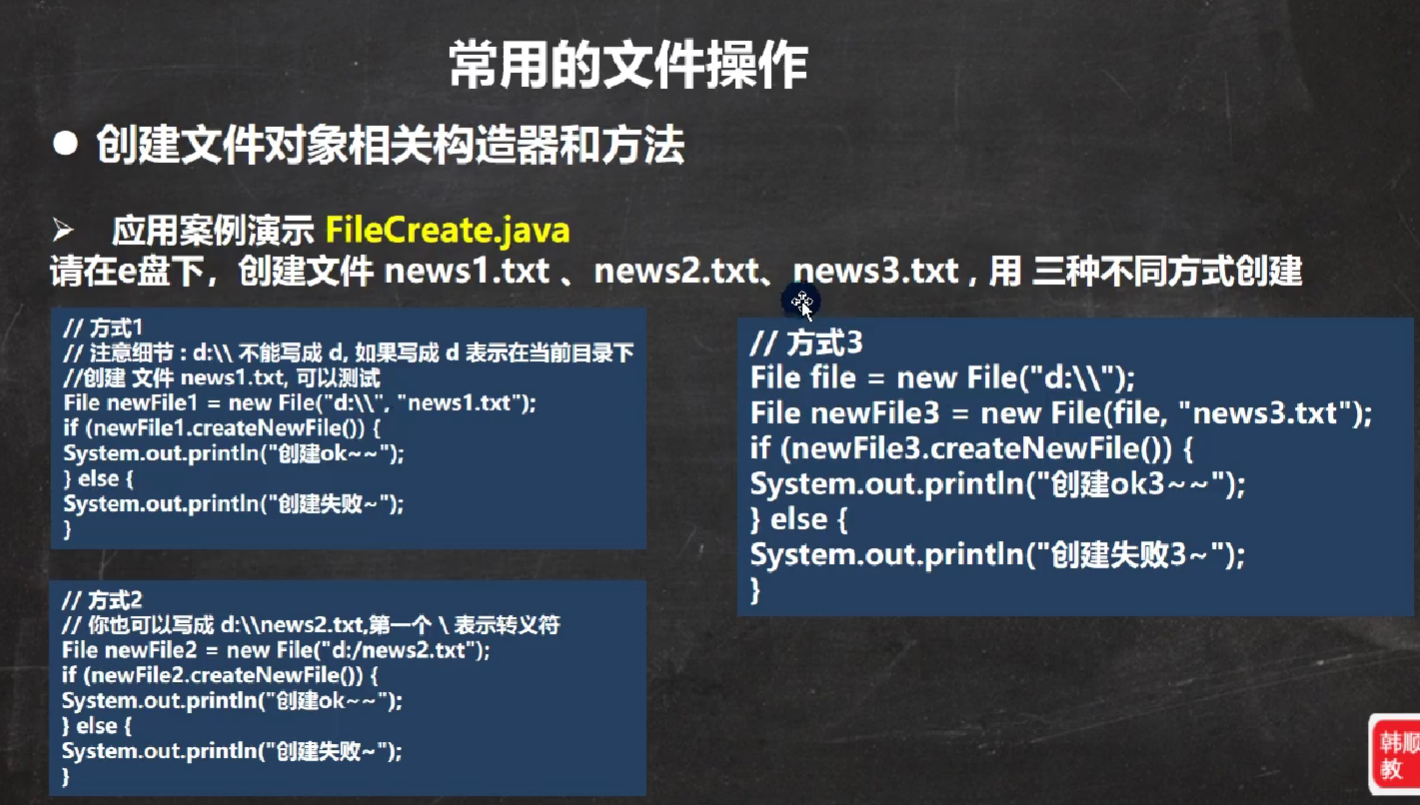 常用的文件操作
● 创建文件对象相关构造器和方法
➢ 应用案例演示 FileCreate.java
请在e盘下，创建文件 news1.txt 、news2.txt、news3.txt , 用 三种不同方式创建
// 方式1
// 注意细节 : d:\\ 不能写成 d, 如果写成 d 表示在当前目录下
//创建 文件 news1.txt, 可以测试
File newFile1 = new File("d:\\", "news1.txt");
if (newFile1.createNewFile()) {
System.out.println("创建ok~~");
} else {
System.out.println("创建失败~");
}
// 方式2
// 你也可以写成 d:\\news2.txt,第一个 \ 表示转义符
File newFile2 = new File("d:/news2.txt");
if (newFile2.createNewFile()) {
System.out.println("创建ok~~");
} else {
System.out.println("创建失败~");
}
// 方式3
File file = new File("d:\\");
File newFile3 = new File(file, "news3.txt");
if (newFile3.createNewFile()) {
System.out.println("创建ok3~~");
} else {
System.out.println("创建失败3~");
}
韩顺
教